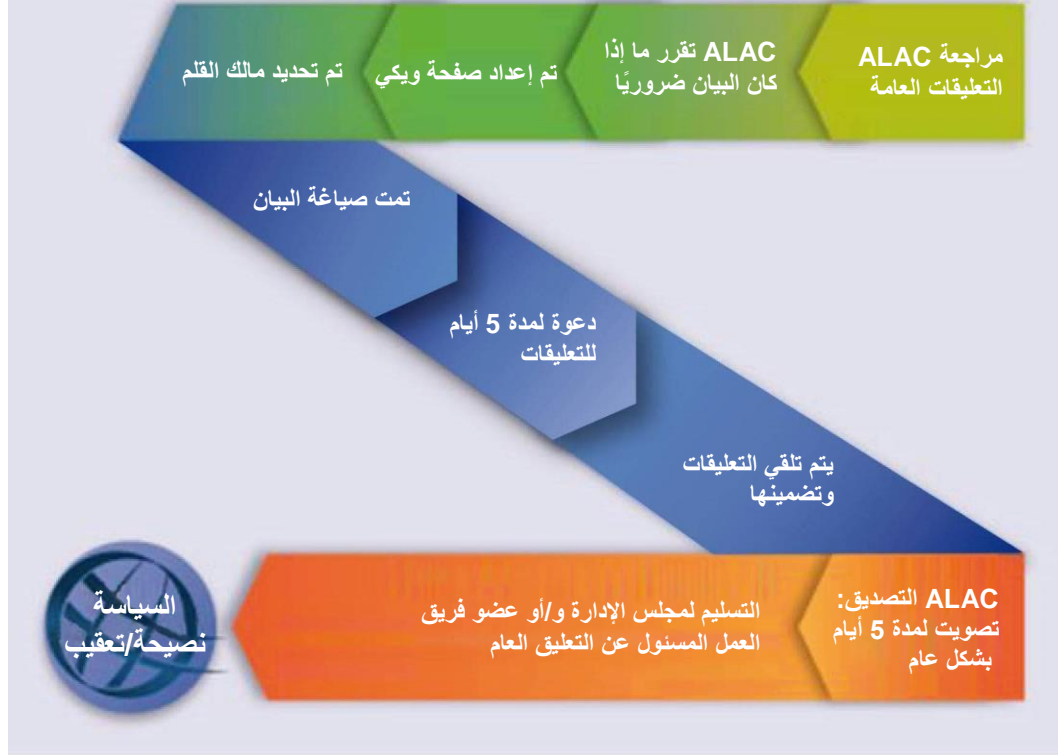 مراجعة ALAC
التعليقات العامة
ALAC تقرر ما إذا
كان البيان ضروريًا
تم إعداد صفحة ويكي
تم تحديد مالك القلم
تمت صياغة البيان
دعوة لمدة 5 أيام
للتعليقات
يتم تلقي التعليقات
وتضمينها
ALAC التصديق:
تصويت لمدة 5 أيام
بشكل عام
التسليم لمجلس الإدارة و/أو عضو فريق
العمل المسئول عن التعليق العام
السياسة
نصيحة/تعقيب